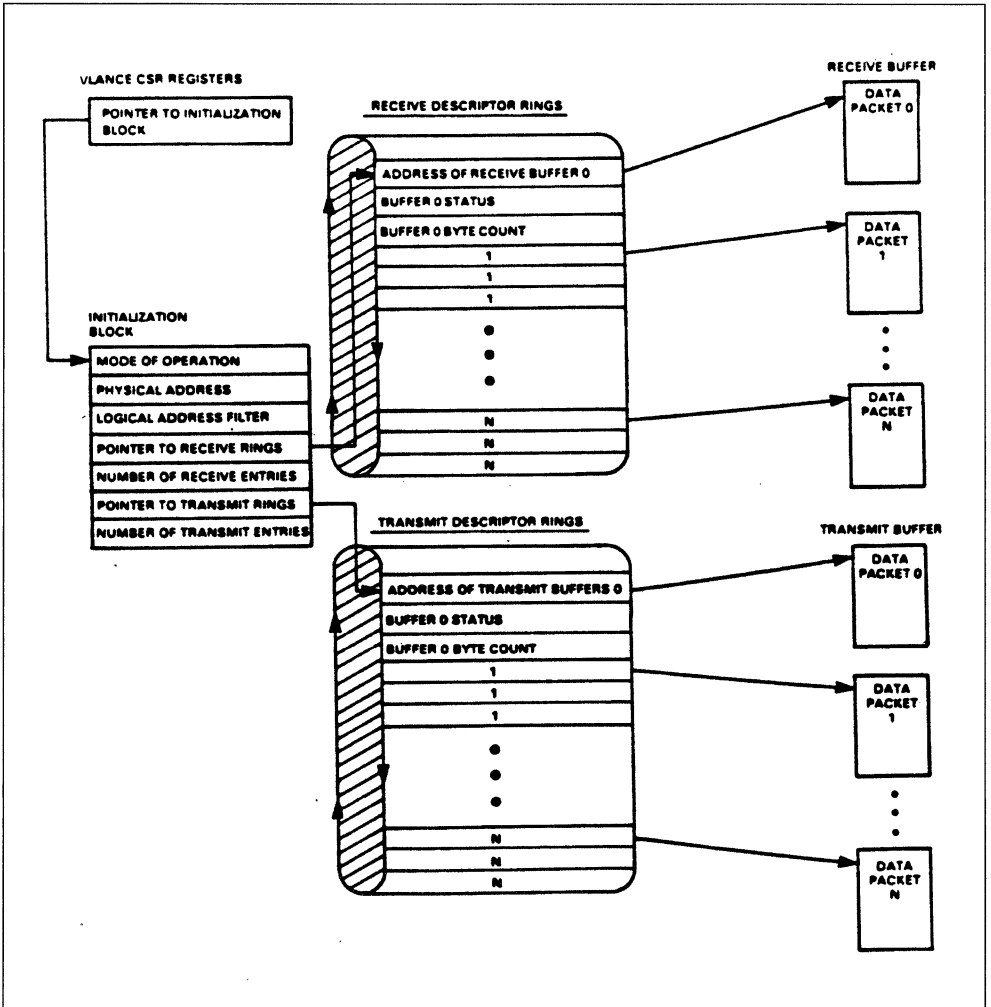 VLANCE CSR REGISTERS
POINTER TO INITIALIZATION
BLOCK
INITIALIZATION
BLOCK
MODE OF OPERATION
PHYSICAL ADDRESS
LOGICAL ADDRESS FILTER
POINTER TO RECEIVE RINGS
NUMBER OF RECEIVE ENTRIES
POINTER TO TRANSMIT RINGS
NUMBER OF TRANSMIT ENTRIES
RECEIVE DESCRIPTOR RINGS
ADDRESS OF RECEIVE BUFFER 0
BUFFER 0 STATUS
BUFFER 0 BYTE COUNT
1
1
1
N
N
N
RECEIVE BUFFER
DATA
PACKET 0
DATA
PACKET
1
DATA
PACKET
N
TRANSMIT DESCRIPTOR RINGS
ADDRESS OF TRANSMIT BUFFERS 0
BUFFER 0 STATUS
BUFFER 0 BYTE COUNT
1
1
1
N
N
N
TRANSMIT BUFFER
DATA
PACKET 0
DATA
PACKET
1
DATA
PACKET
N